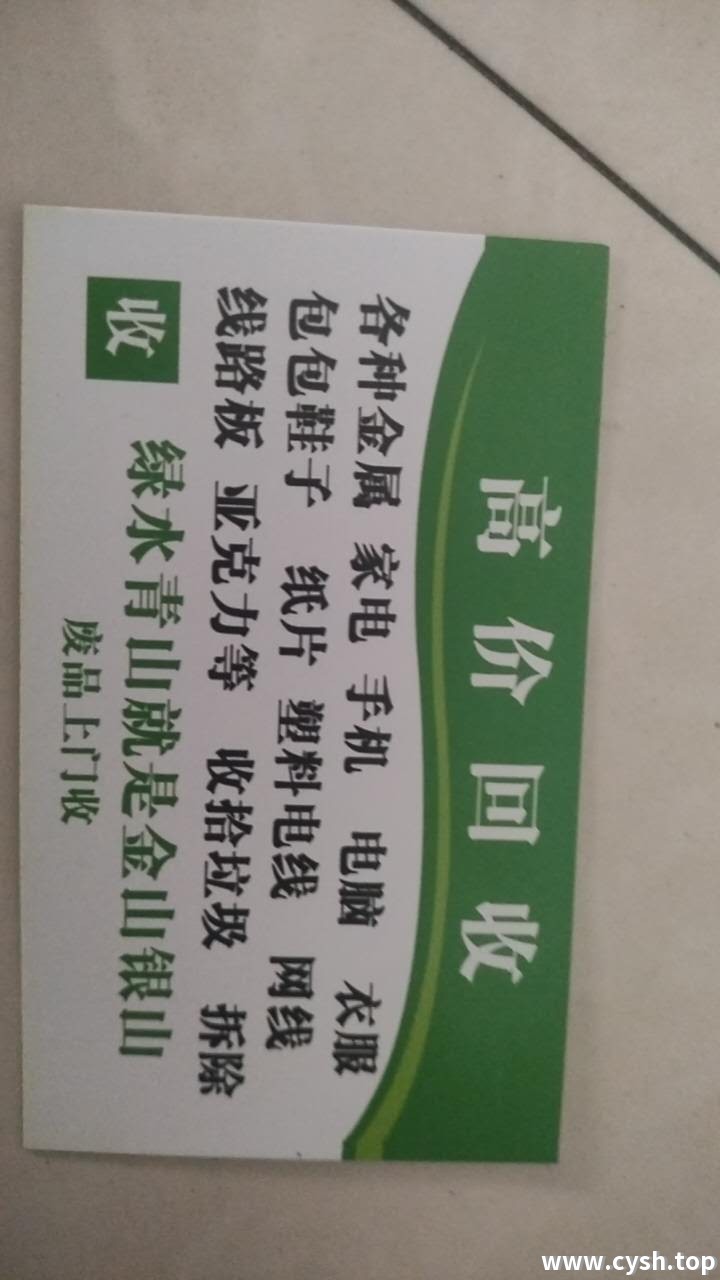 高价回收
各种金属 家电 手机 电脑 衣服
包包鞋子 纸片 塑料电线 网线
线路板 亚克力等 收拾垃圾 拆除
收 绿水青山就是金山银山
废品上门收
www.cysh.top